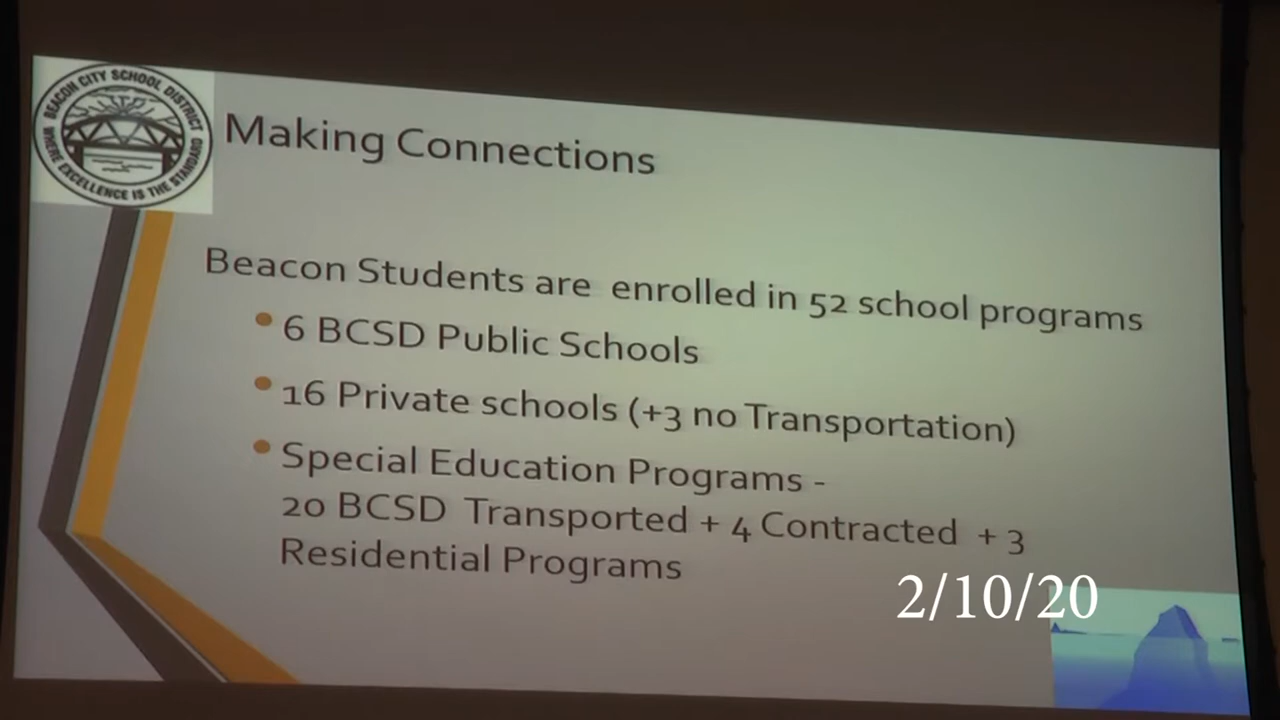 BEACON CITY SCHOOL DISTRICT
WHERE EXCELLENCE IS THE STANDARD
Making Connections
Beacon Students are enrolled in 52 school programs
6 BCSD Public Schools
16 Private schools (+3 no Transportation)
Special Education Programs -
20 BCSD Transported + 4 Contracted + 3
Residential Programs
2/10/20